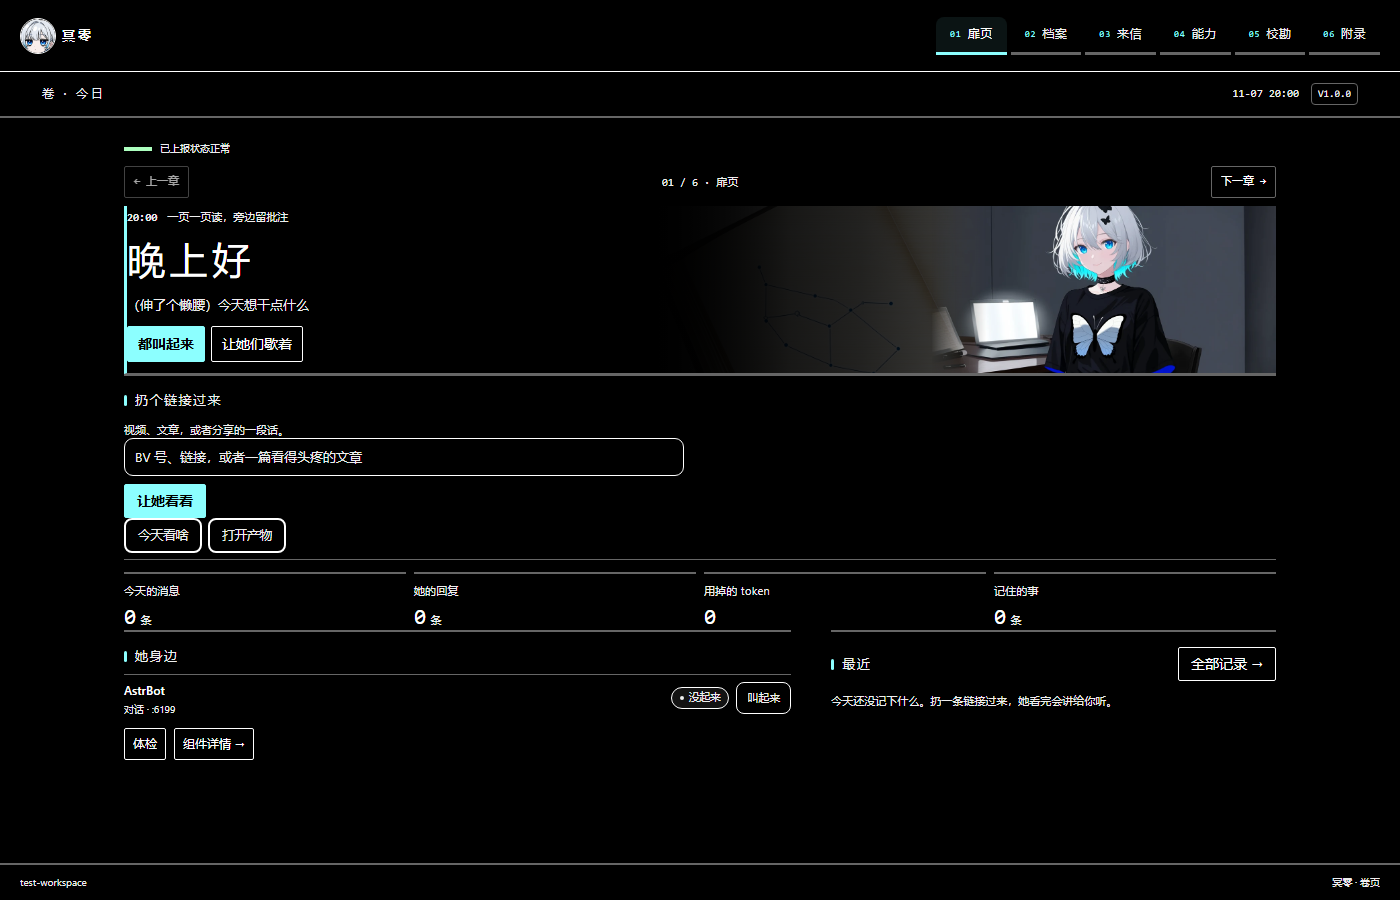 冥零
01 扉页 02 档案 03 来信 04 能力 05 校勘 06 附录
卷 · 今日
11-07 20:00 V1.0.0
已上报状态正常
← 上一章
01 / 6 · 扉页
下一章 →
20:00 一页一页读，旁边留批注
晚上好
（伸了个懒腰）今天想干点什么
都叫起来 让她们歇着
扔个链接过来
视频、文章，或者分享的一段话。
BV 号、链接，或者一篇看得头疼的文章
让她看看
今天看啥 打开产物
今天的消息 她的回复 用掉的 token 记住的事
0 条 0 条 0 0 条
她身边
AstrBot
对话 · :6199
• 没起来 叫起来
体检 组件详情 →
最近
全部记录 →
今天还没记下什么。扔一条链接过来，她看完会讲给你听。
test-workspace
冥零 · 卷页